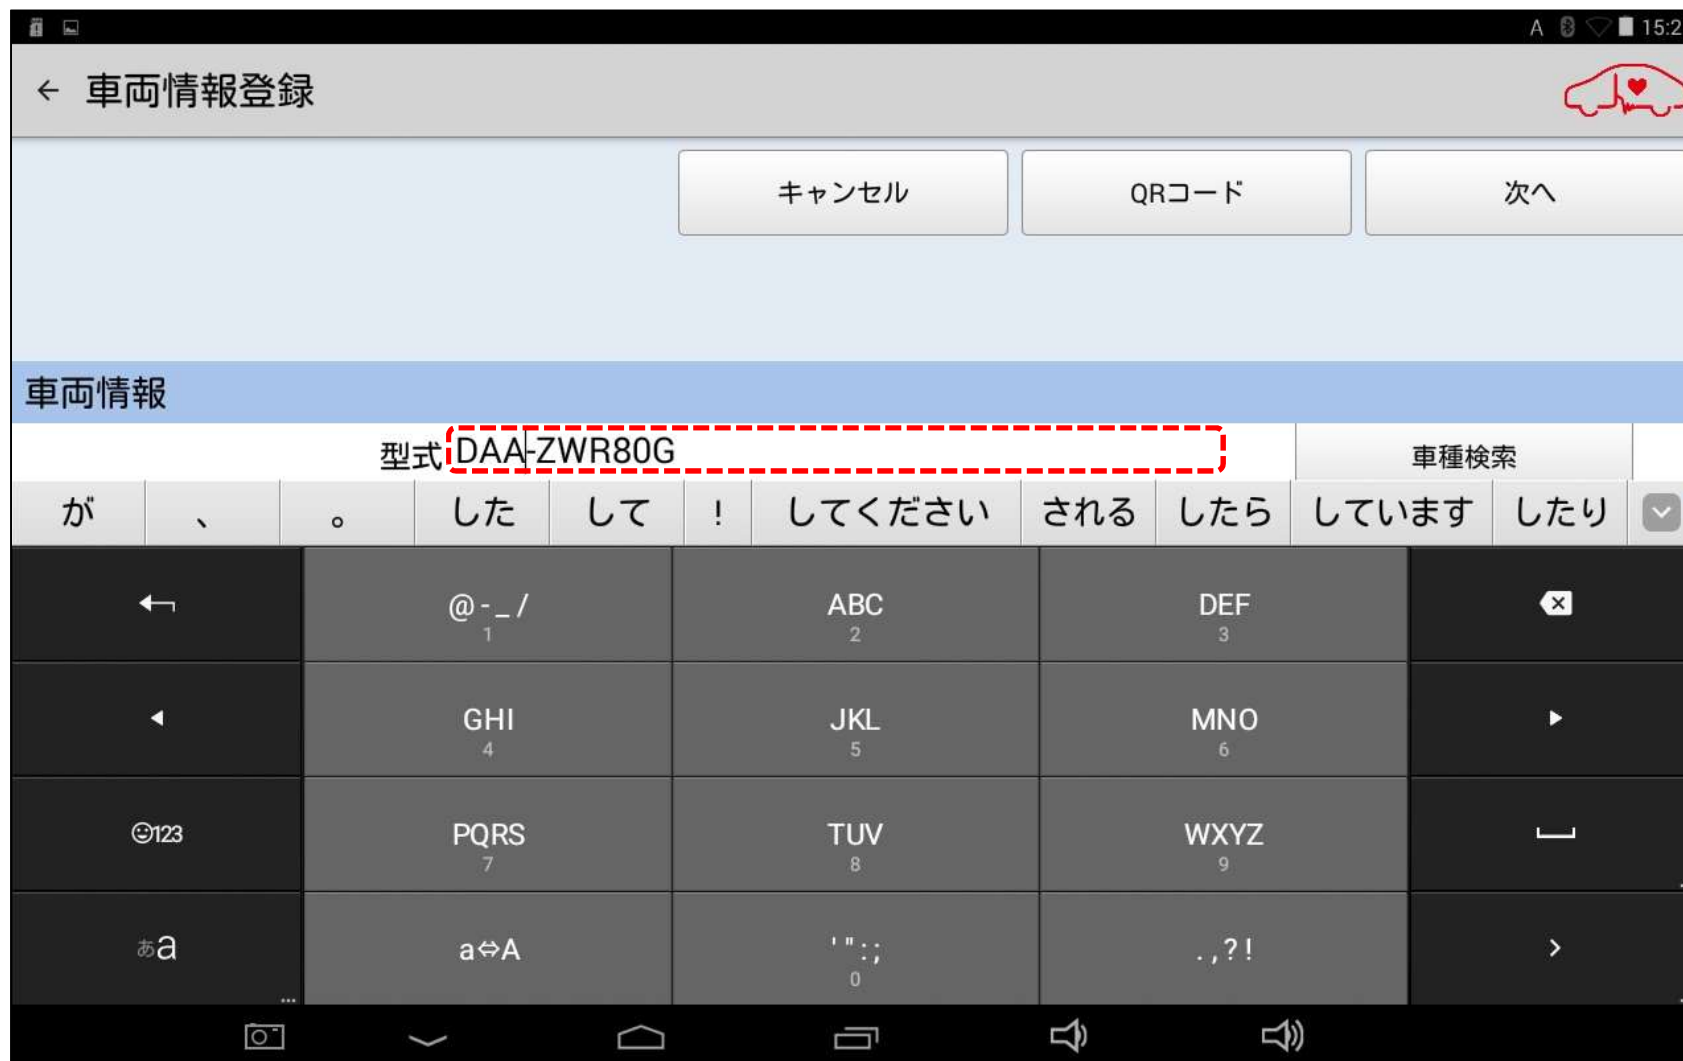 A 15:2
車両情報登録
キャンセル QRコード 次へ
車両情報
型式 DAA-ZWR80G 車種検索
が 、 。 した して ! してください される したら しています したり
@-_/ ABC DEF
1 2 3
GHI JKL MNO
4 5 6
123 PQRS TUV WXYZ
7 8 9
あa a⇔A '":; .,?!
0